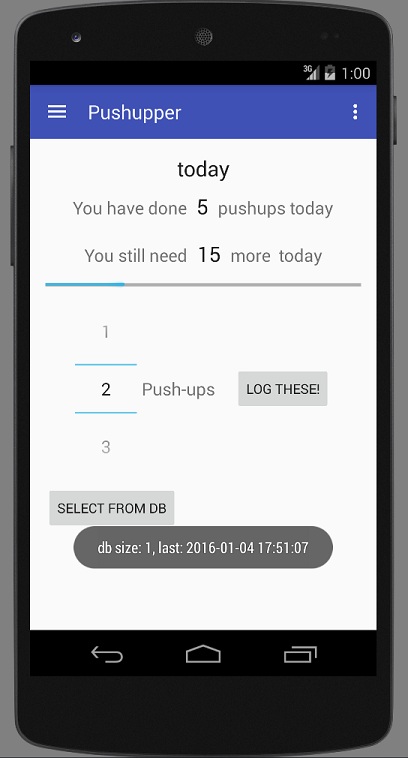 3G 1:00
Pushupper
today
You have done 5 pushups today
You still need 15 more today
1
2 Push-ups LOG THESE!
3
SELECT FROM DB
db size: 1, last: 2016-01-04 17:51:07